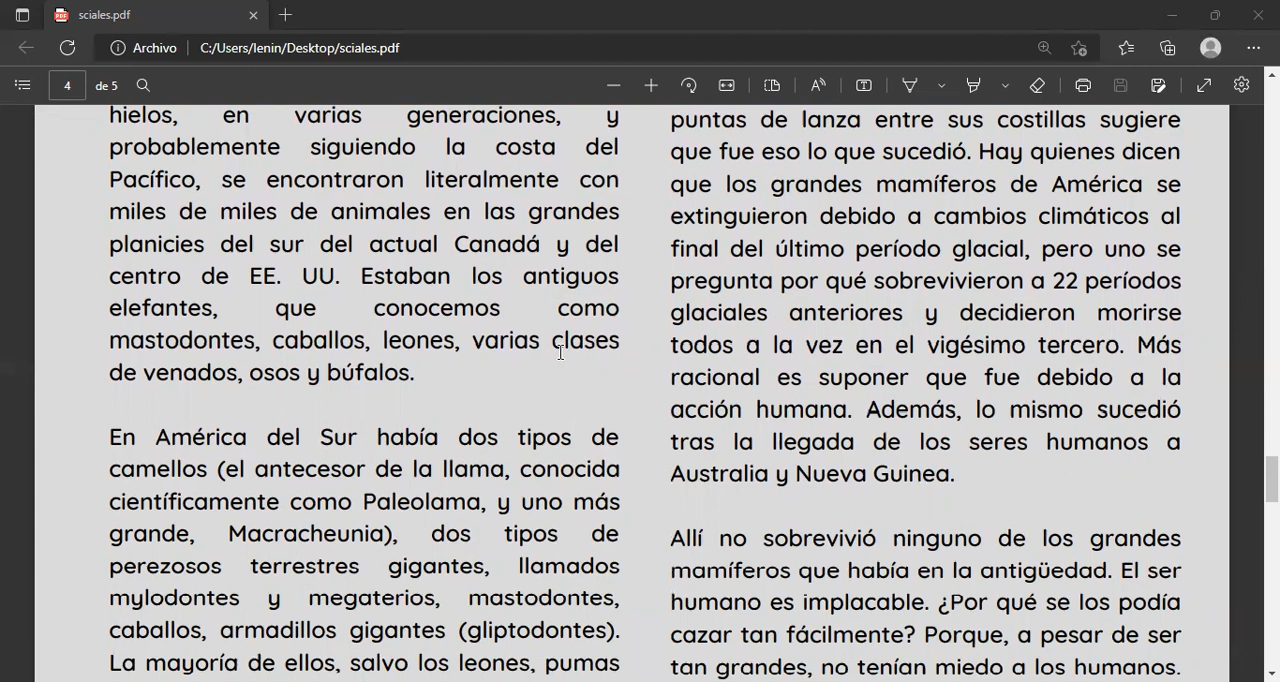 sciales.pdf
Archivo C:/Users/lenin/Desktop/sciales.pdf
4 de 5
hielos, en varias generaciones, y
probablemente siguiendo la costa del
Pacífico, se encontraron literalmente con
miles de miles de animales en las grandes
planicies del sur del actual Canadá y del
centro de EE. UU. Estaban los antiguos
elefantes, que conocemos como
mastodontes, caballos, leones, varias clases
de venados, osos y búfalos.
En América del Sur había dos tipos de
camellos (el antecesor de la llama, conocida
científicamente como Paleolama, y uno más
grande, Macracheunia), dos tipos de
perezosos terrestres gigantes, llamados
mylodontes y megaterios, mastodontes,
caballos, armadillos gigantes (gliptodontes).
La mayoría de ellos, salvo los leones, pumas
puntas de lanza entre sus costillas sugiere
que fue eso lo que sucedió. Hay quienes dicen
que los grandes mamíferos de América se
extinguieron debido a cambios climáticos al
final del último período glacial, pero uno se
pregunta por qué sobrevivieron a 22 períodos
glaciales anteriores y decidieron morirse
todos a la vez en el vigésimo tercero. Más
racional es suponer que fue debido a la
acción humana. Además, lo mismo sucedió
tras la llegada de los seres humanos a
Australia y Nueva Guinea.
Allí no sobrevivió ninguno de los grandes
mamíferos que había en la antigüedad. El ser
humano es implacable. ¿Por qué se los podía
cazar tan fácilmente? Porque, a pesar de ser
tan grandes, no tenían miedo a los humanos.